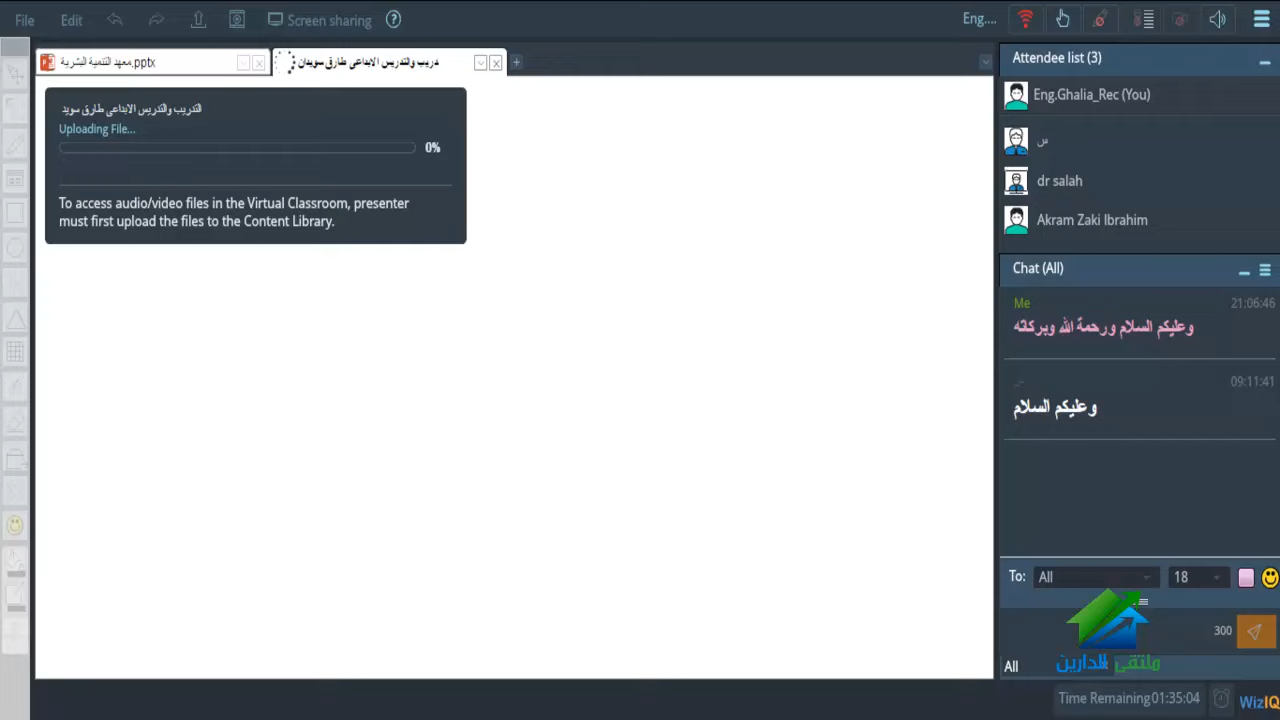 File Edit Screen sharing Eng....
معهد التنمية البشرية.pptx
دريب والتدريس الابداعى طارق سويدان
التدريب والتدريس الابداعى طارق سويد
Uploading File...
0%
To access audio/video files in the Virtual Classroom, presenter
must first upload the files to the Content Library.
Attendee list (3)
Eng.Ghalia_Rec (You)
س
dr salah
Akram Zaki Ibrahim
Chat (All)
Me 21:06:46
وعليكم السلام ورحمة الله وبركاته
09:11:41
وعليكم السلام
To: All 18
300
ملتقى الدارين
All
Time Remaining 01:35:04
WizIQ